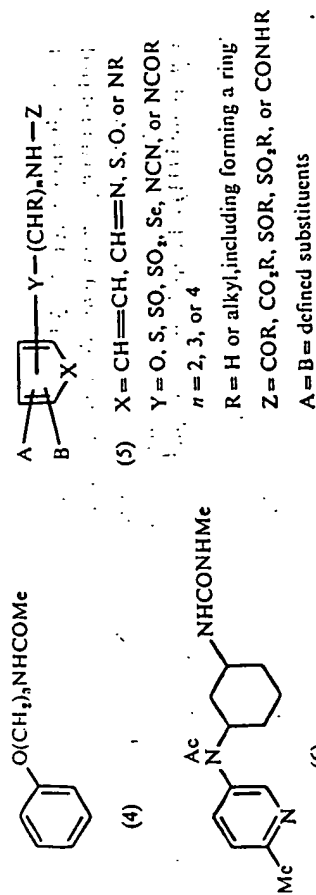 O(CH₂)ₙNHCOMe
(4)
Me
N
Ac
N
NHCONHMe
(6)
A
B
X
Y—(CHR)ₙNH—Z
(5)
X = CH=CH, CH=N, S, O, or NR
Y = O, S, SO, SO₂, Se, NCN, or NCOR
n = 2, 3, or 4
R = H or alkyl, including forming a ring
Z = COR, CO₂R, SOR, SO₂R, or CONHR
A=B= defined substituents